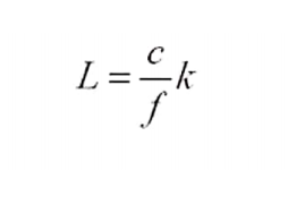 L = c/f k